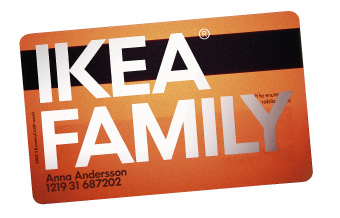 IKEA®
FAMILY
Anna Andersson
1219 31 687202